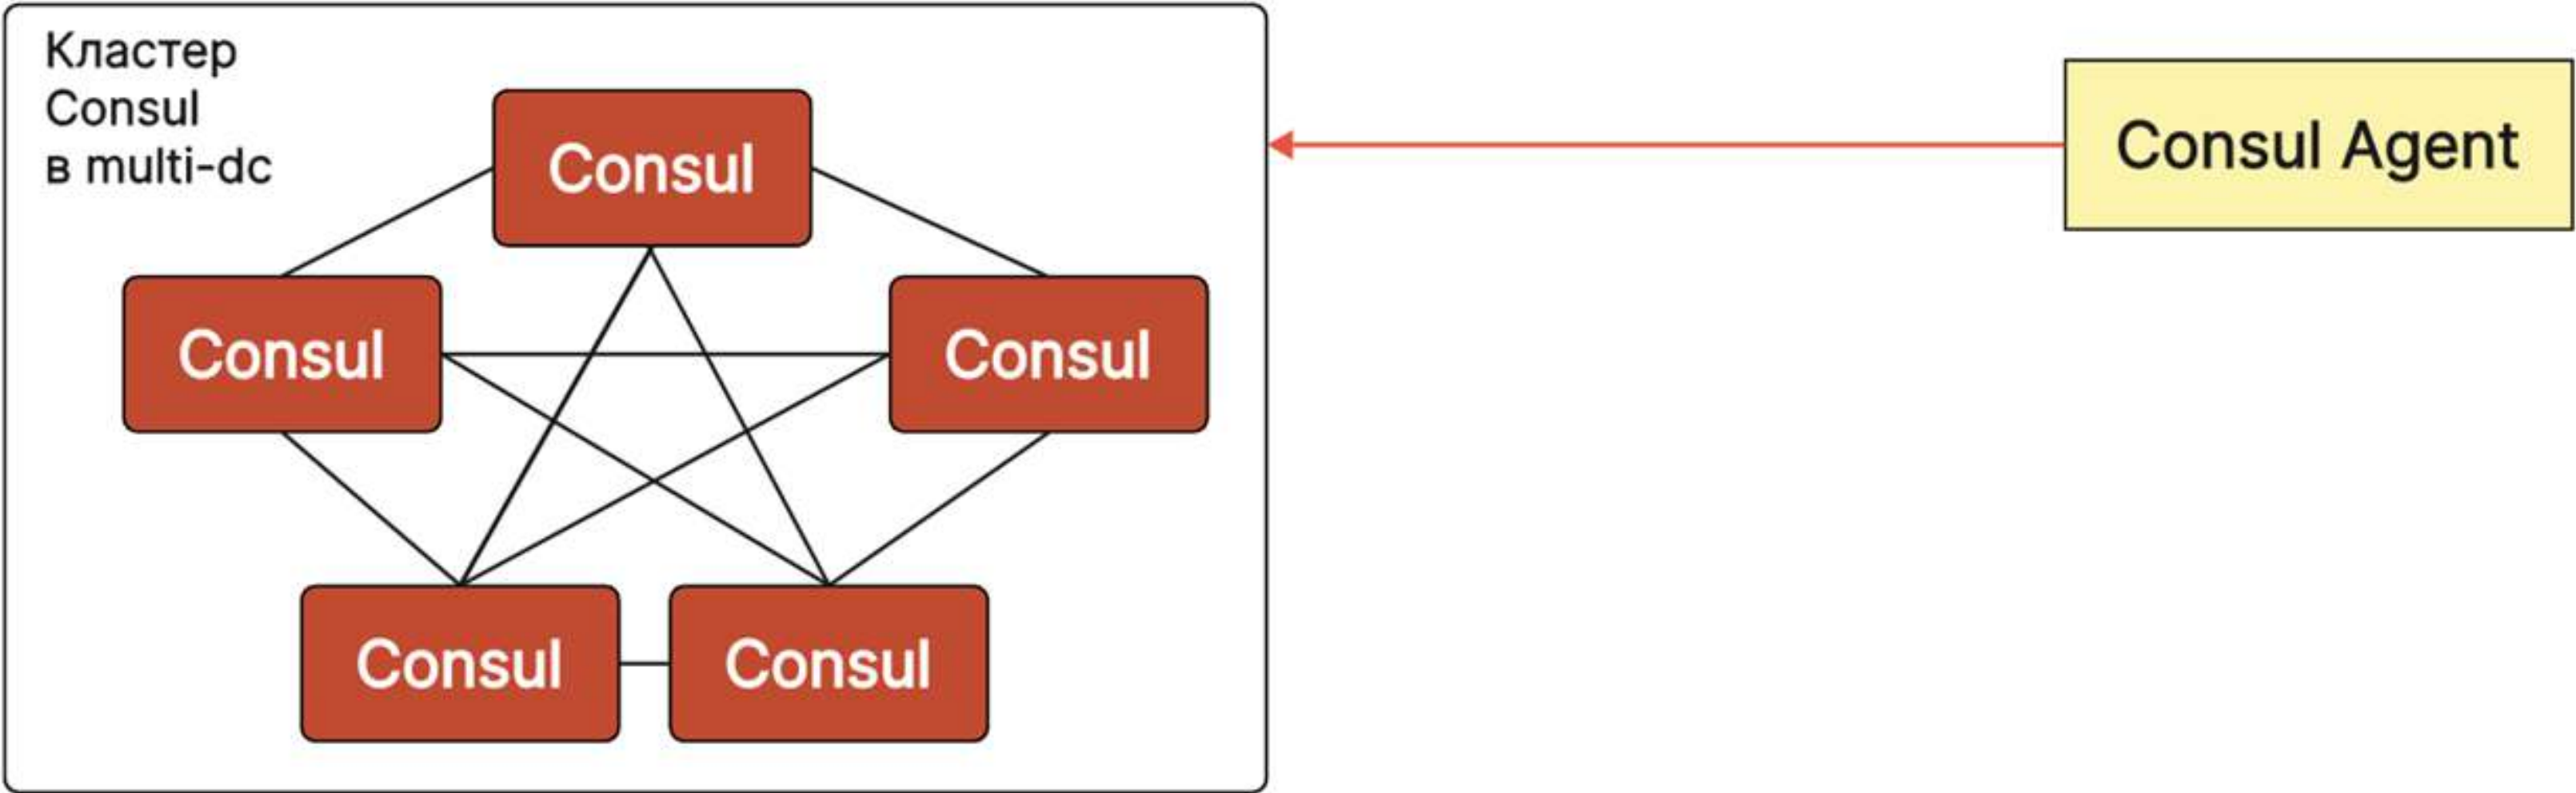 Кластер
Consul
в multi-dc
Consul
Consul Agent
Consul
Consul
Consul
Consul